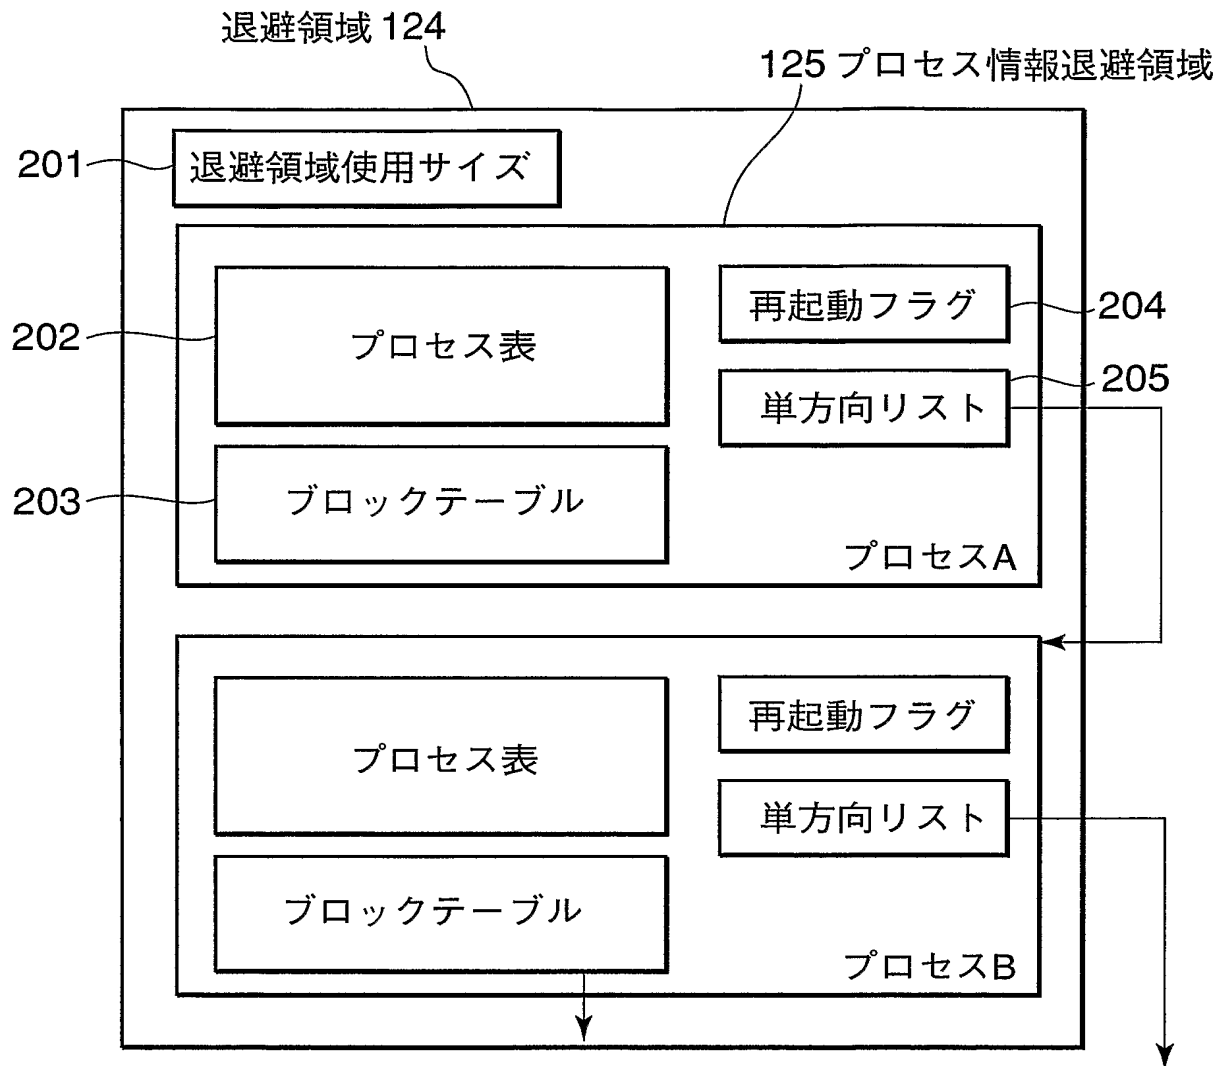 退避領域 124
125 プロセス情報退避領域
201
退避領域使用サイズ
202
プロセス表
再起動フラグ
204
205
単方向リスト
203
ブロックテーブル
プロセスA
プロセス表
再起動フラグ
単方向リスト
ブロックテーブル
プロセスB